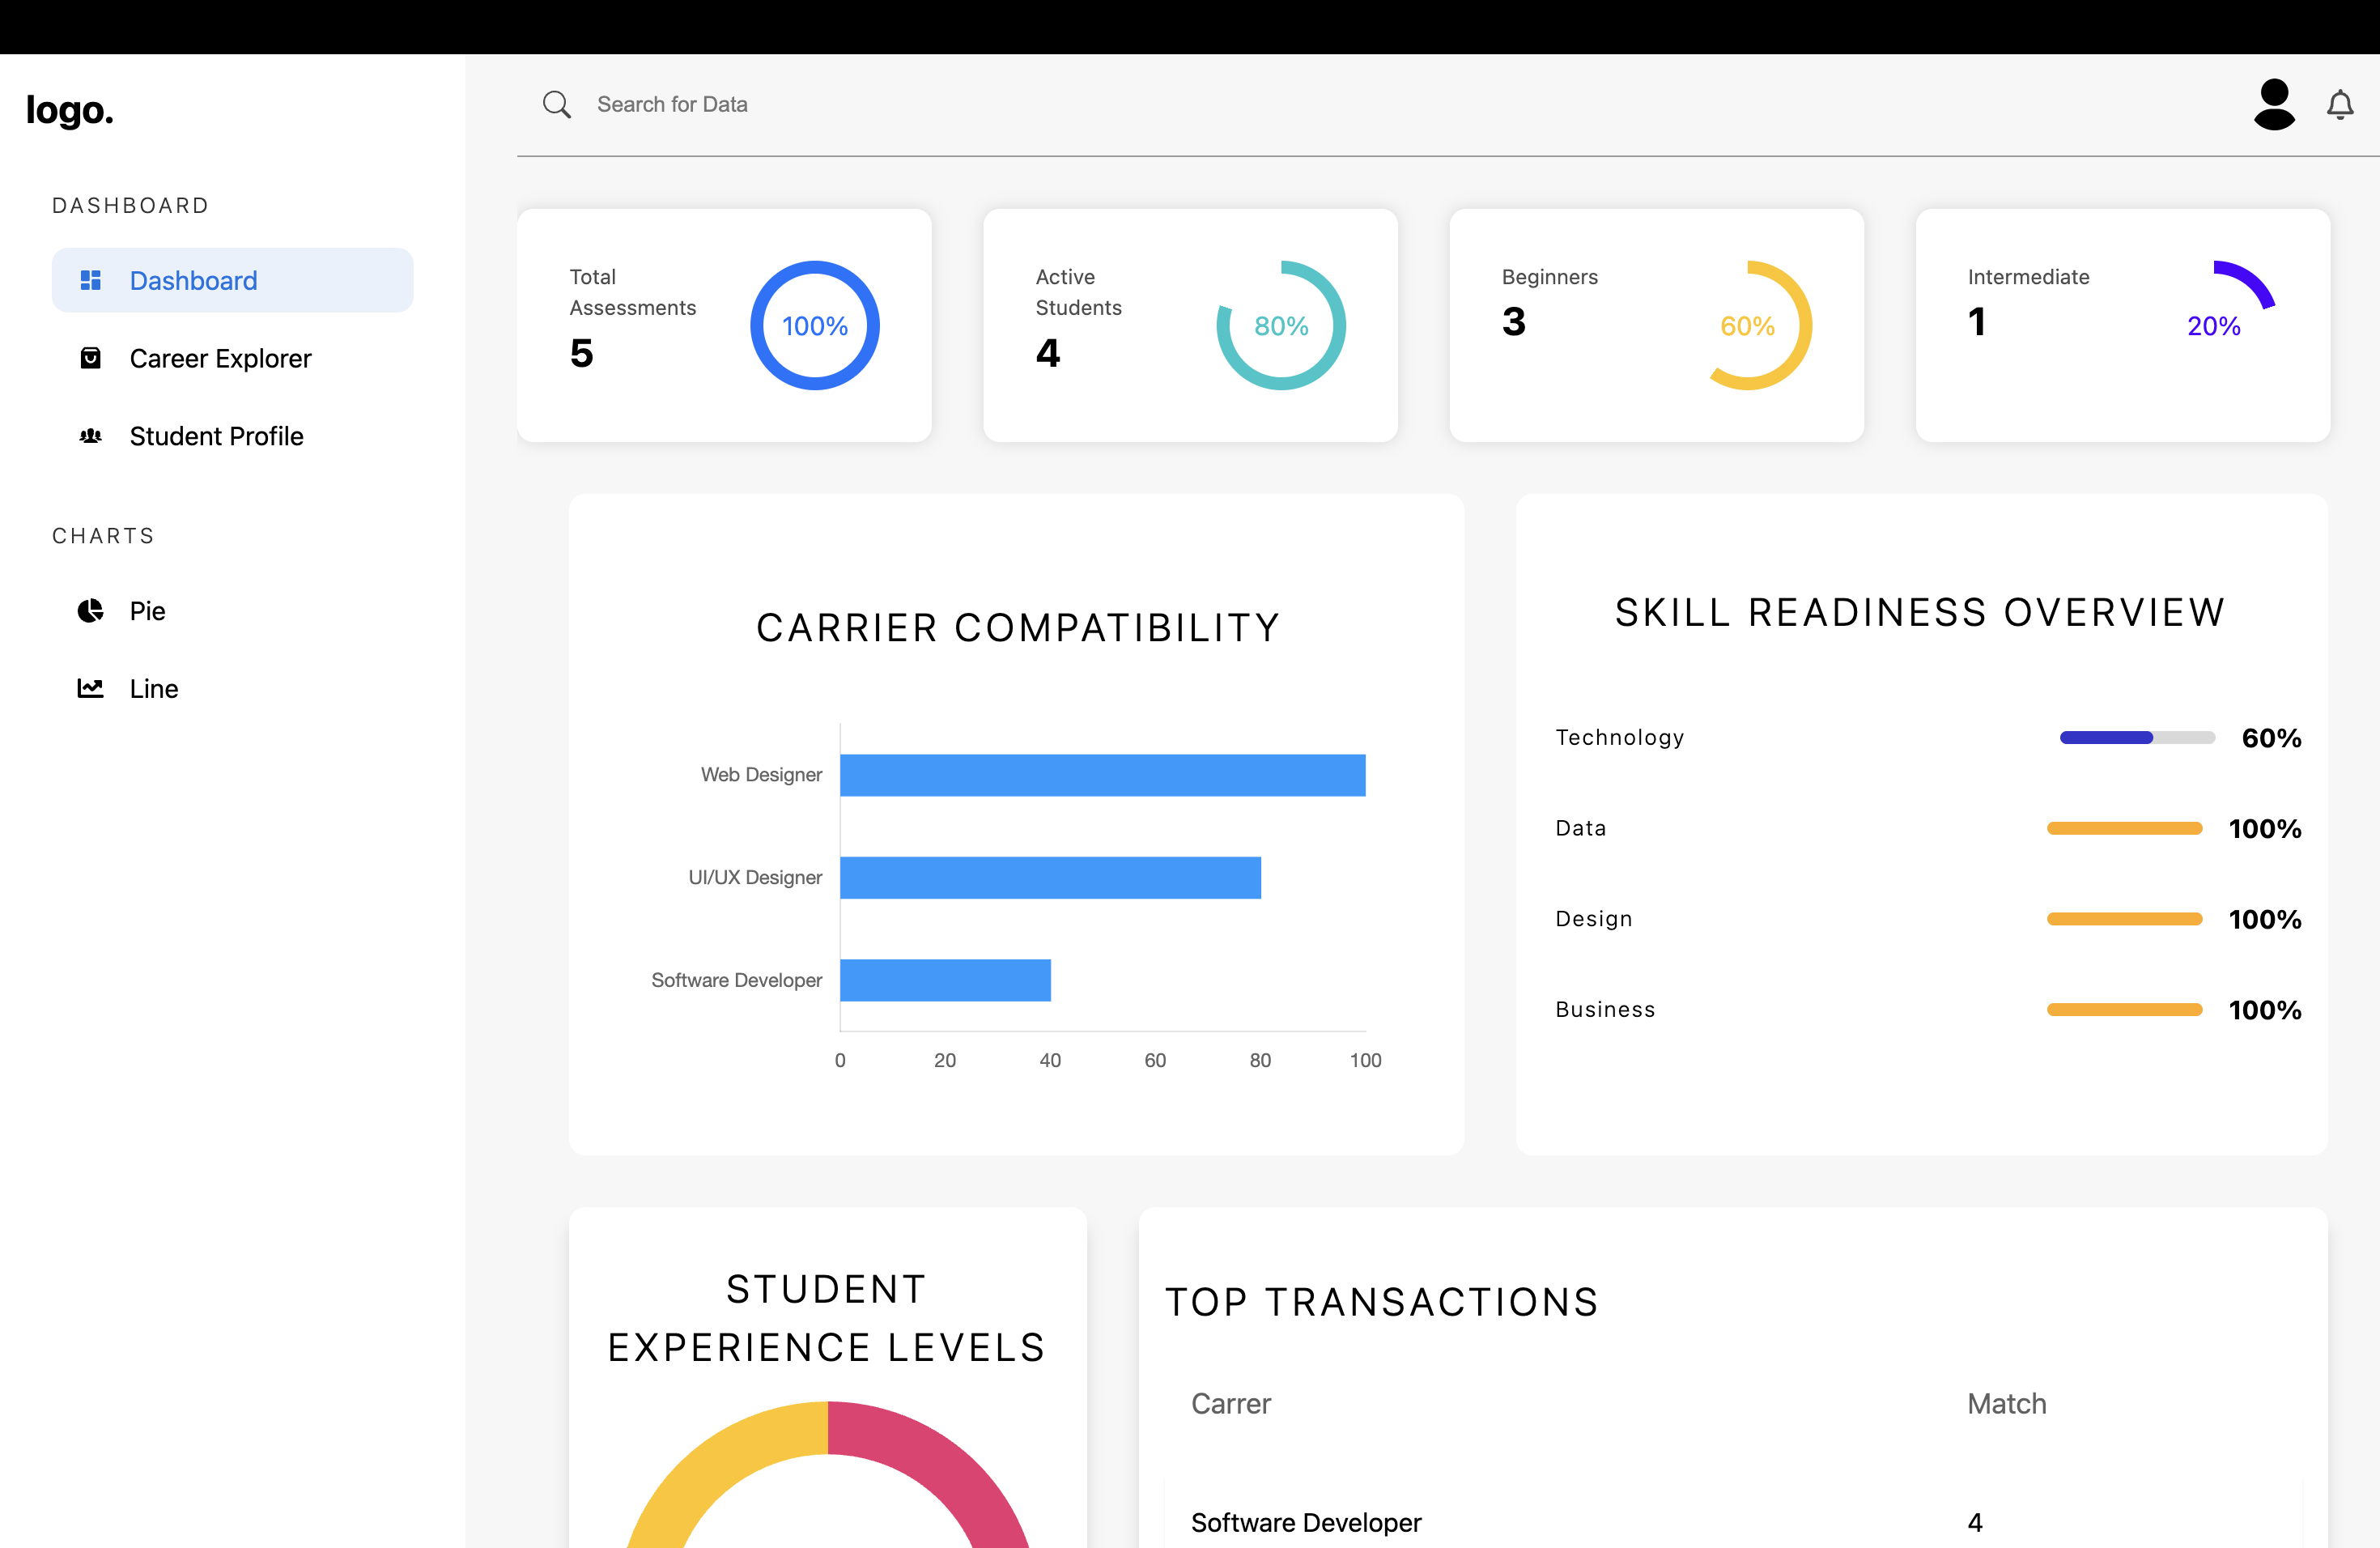 logo.
DASHBOARD
Dashboard
Career Explorer
Student Profile
CHARTS
Pie
Line
Search for Data
Total
Assessments
5
100%
Active
Students
4
80%
Beginners
3
60%
Intermediate
1
20%
CARRIER COMPATIBILITY
Web Designer
UI/UX Designer
Software Developer
0 20 40 60 80 100
SKILL READINESS OVERVIEW
Technology 60%
Data 100%
Design 100%
Business 100%
STUDENT
EXPERIENCE LEVELS
TOP TRANSACTIONS
Carrer Match
Software Developer 4